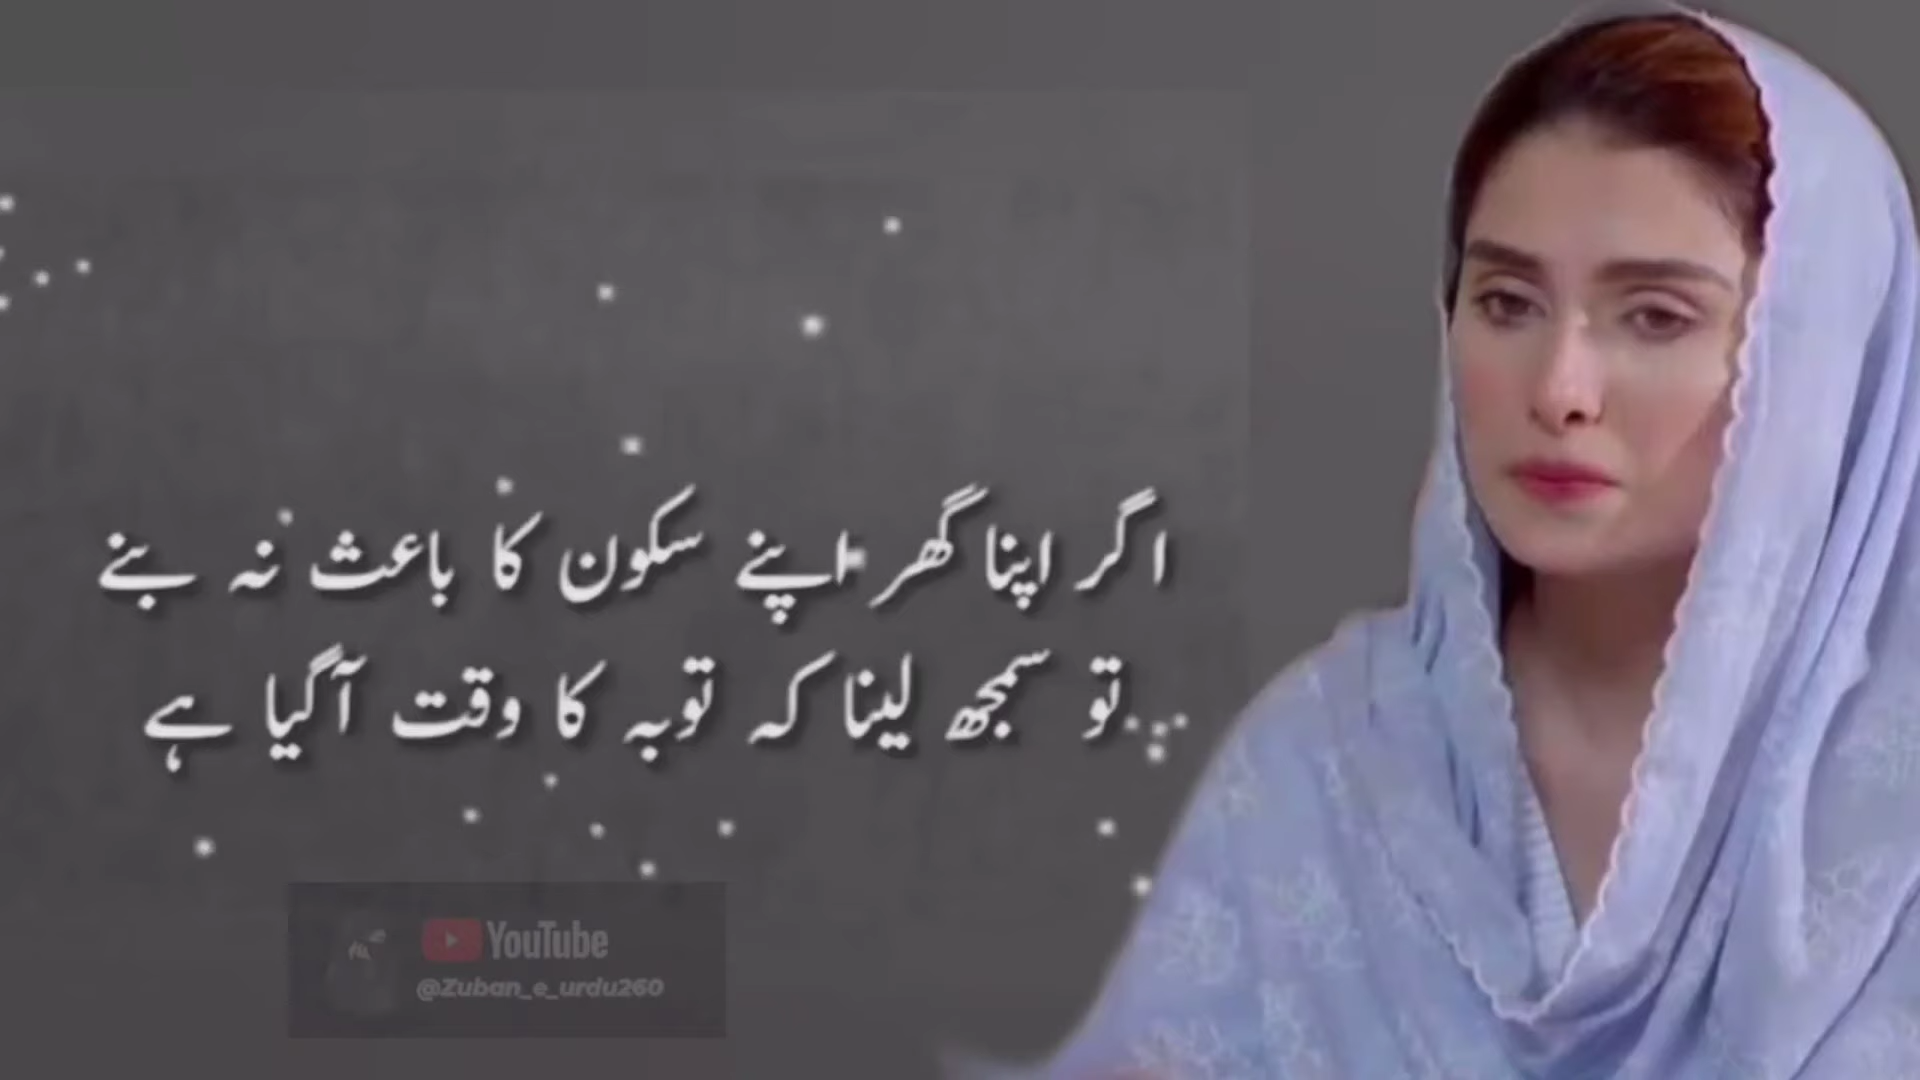 اگر اپنا گھر اپنے سکون کا باعث نہ بنے
تو سمجھ لینا کہ توبہ کا وقت آگیا ہے
YouTube
@Zuban_e_urdu260